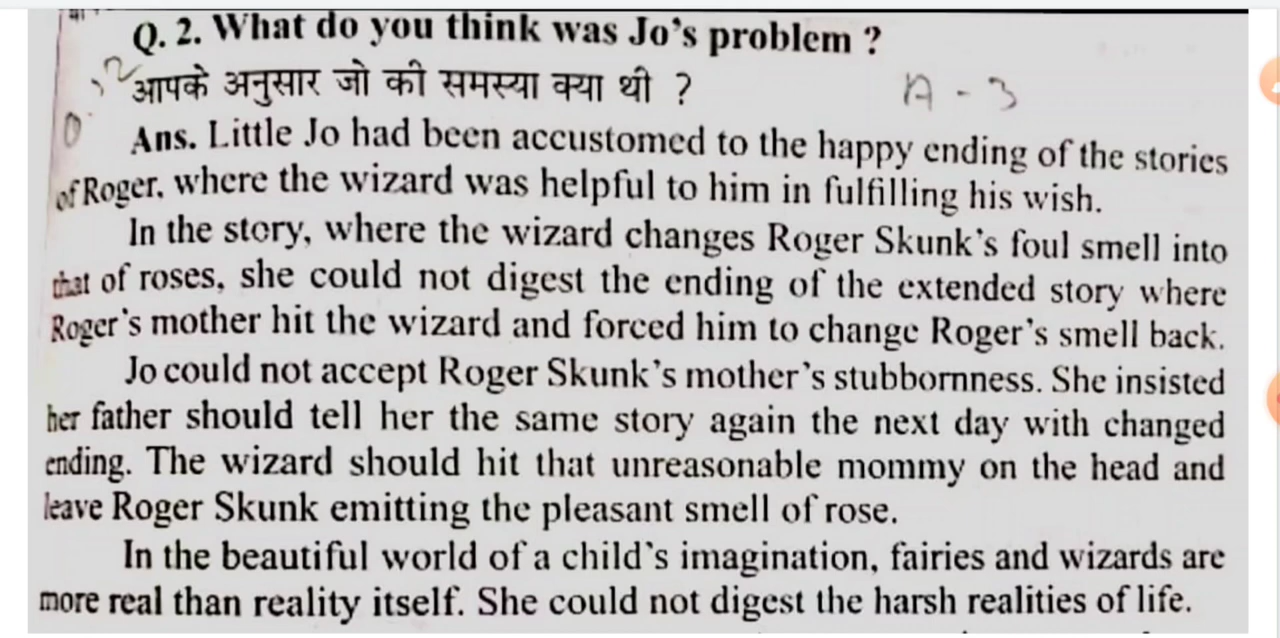 Q. 2. What do you think was Jo's problem ?
आपके अनुसार जो की समस्या क्या थी ?
A - 3
Ans. Little Jo had been accustomed to the happy ending of the stories
of Roger, where the wizard was helpful to him in fulfilling his wish.
In the story, where the wizard changes Roger Skunk's foul smell into
that of roses, she could not digest the ending of the extended story where
Roger's mother hit the wizard and forced him to change Roger's smell back.
Jo could not accept Roger Skunk's mother's stubbornness. She insisted
her father should tell her the same story again the next day with changed
ending. The wizard should hit that unreasonable mommy on the head and
leave Roger Skunk emitting the pleasant smell of rose.
In the beautiful world of a child's imagination, fairies and wizards are
more real than reality itself. She could not digest the harsh realities of life.